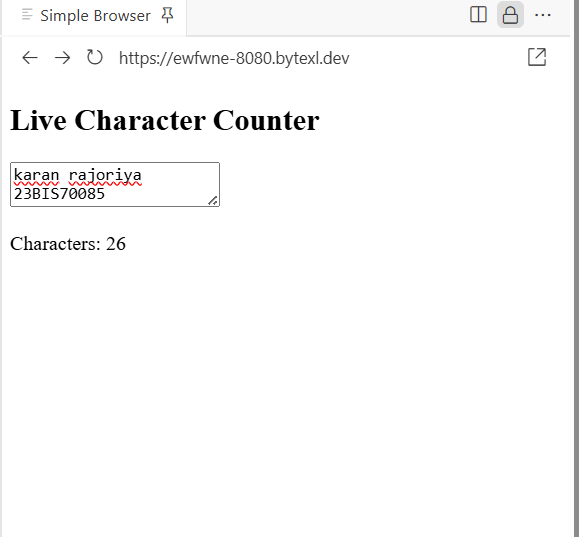 Simple Browser
https://ewfwne-8080.bytexl.dev
Live Character Counter
karan rajoriya
23BIS70085
Characters: 26